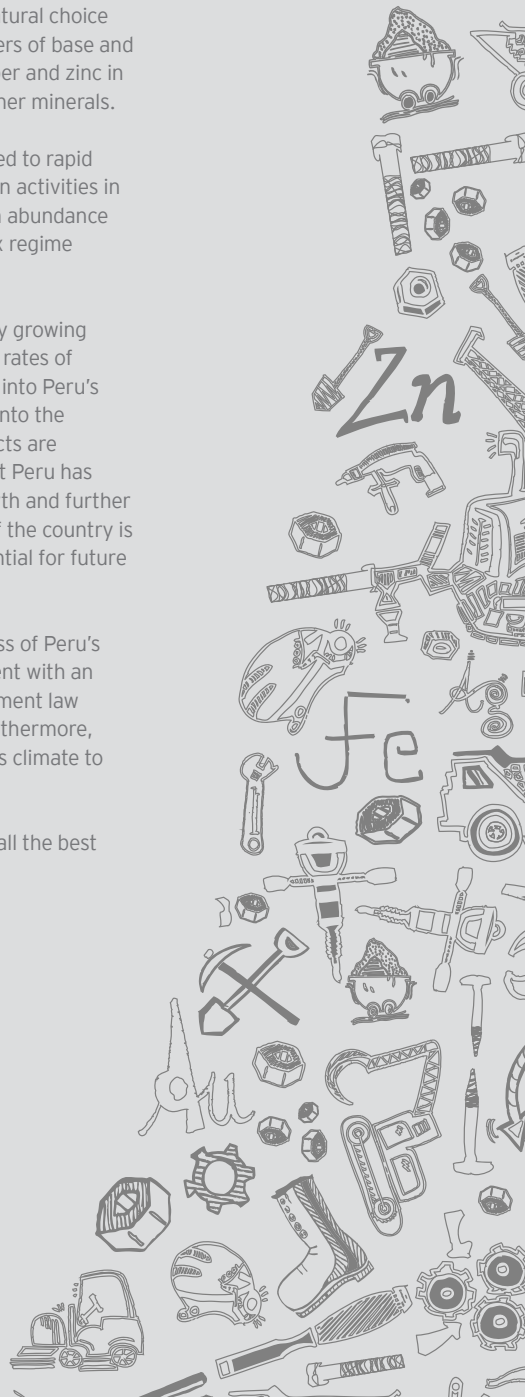 tural choice
ers of base and
per and zinc in
her minerals.
ed to rapid
n activities in
abundance
x regime
y growing
rates of
into Peru's
nto the
cts are
t Peru has
th and further
f the country is
ntial for future
ss of Peru's
ent with an
ment law
thermore,
s climate to
all the best
Zn
Ag
Fe
Au